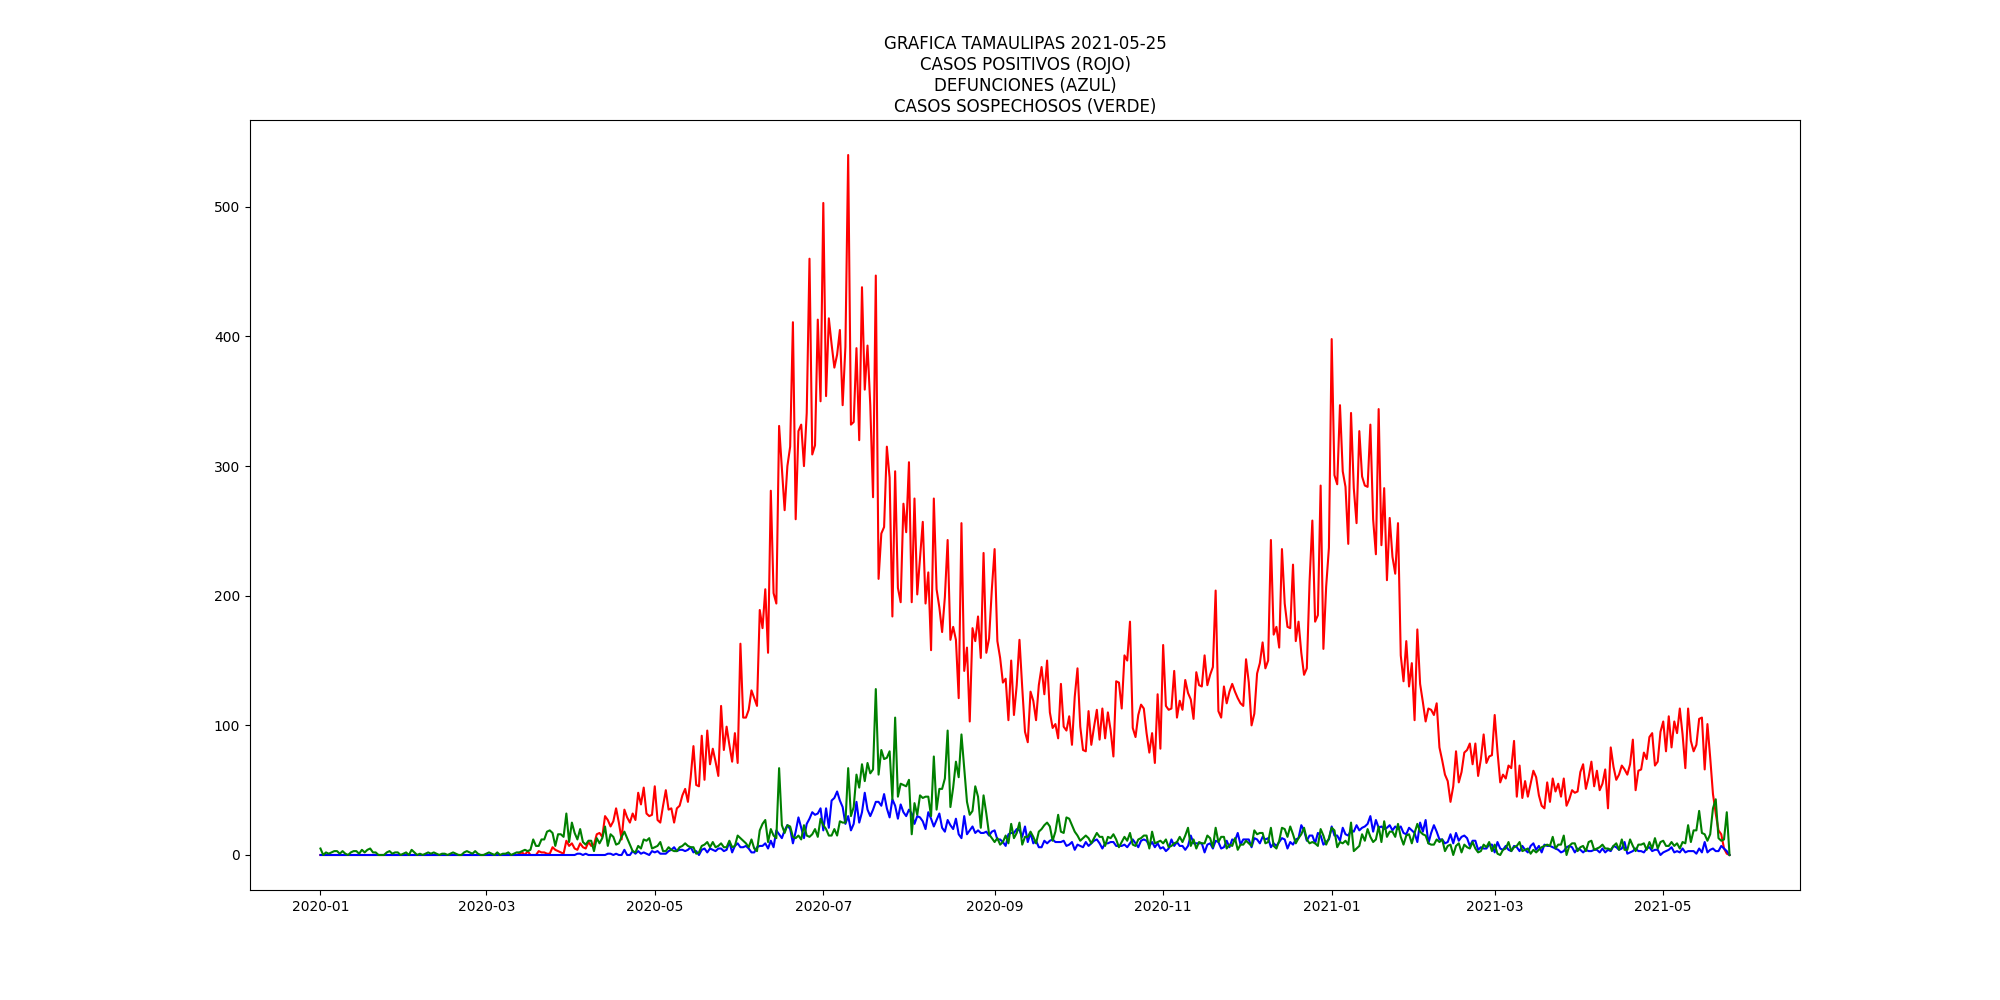 GRAFICA TAMAULIPAS 2021-05-25
CASOS POSITIVOS (ROJO)
DEFUNCIONES (AZUL)
CASOS SOSPECHOSOS (VERDE)
500
400
300
200
100
0
2020-01 2020-03 2020-05 2020-07 2020-09 2020-11 2021-01 2021-03 2021-05